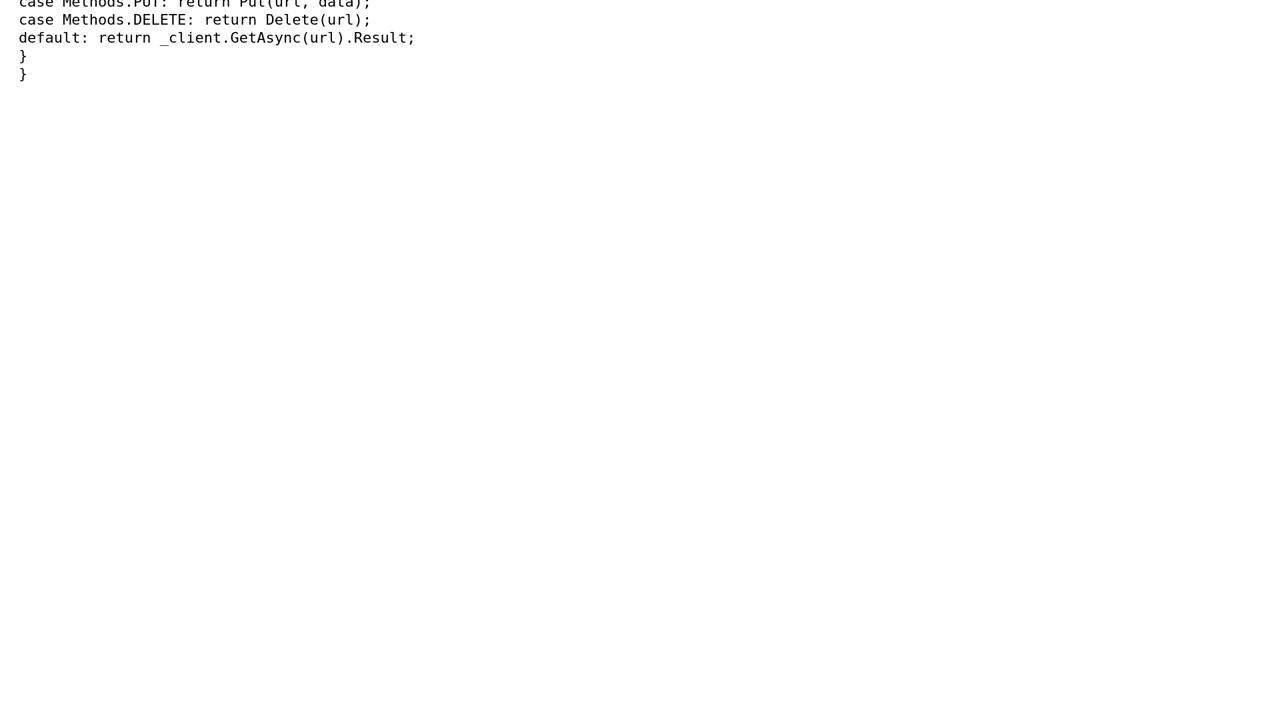 case Methods.PUT: return Put(url, data);
case Methods.DELETE: return Delete(url);
default: return _client.GetAsync(url).Result;
}
}